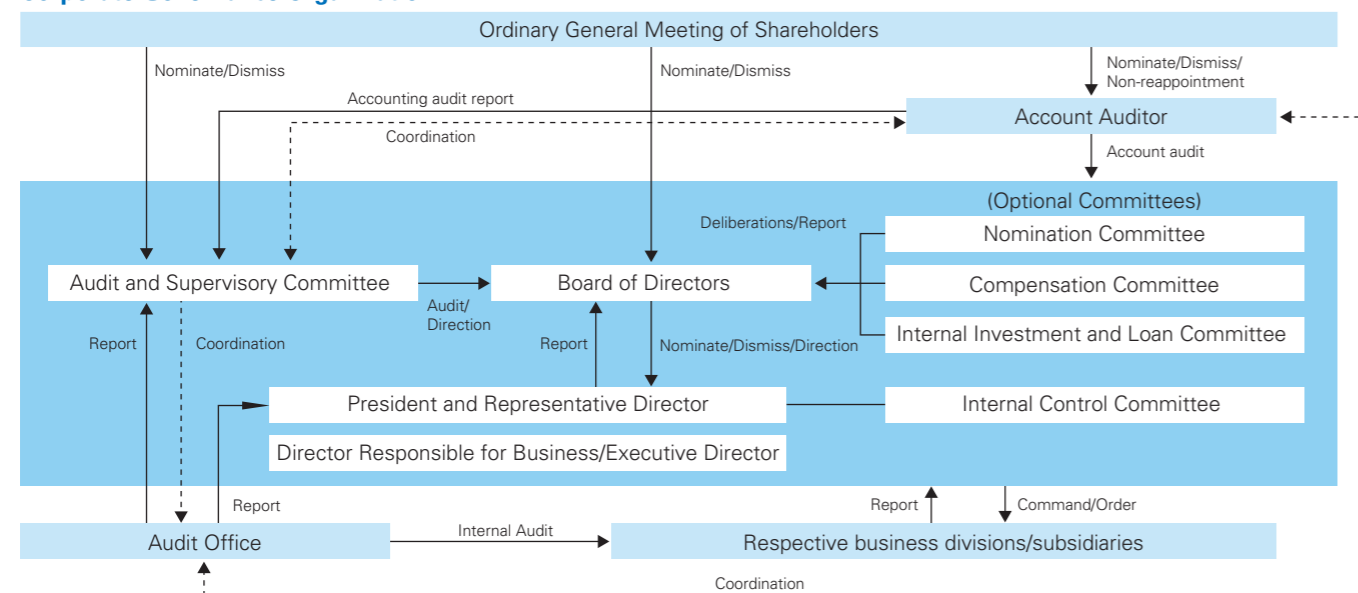 Ordinary General Meeting of Shareholders
Nominate/Dismiss
Nominate/Dismiss
Nominate/Dismiss/
Non-reappointment
Accounting audit report
Account Auditor
Coordination
Account audit
(Optional Committees)
Deliberations/Report
Nomination Committee
Audit and Supervisory Committee
Board of Directors
Compensation Committee
Audit/
Direction
Report
Coordination
Report
Nominate/Dismiss/Direction
Internal Investment and Loan Committee
President and Representative Director
Internal Control Committee
Director Responsible for Business/Executive Director
Report
Report
Command/Order
Audit Office
Internal Audit
Respective business divisions/subsidiaries
Coordination